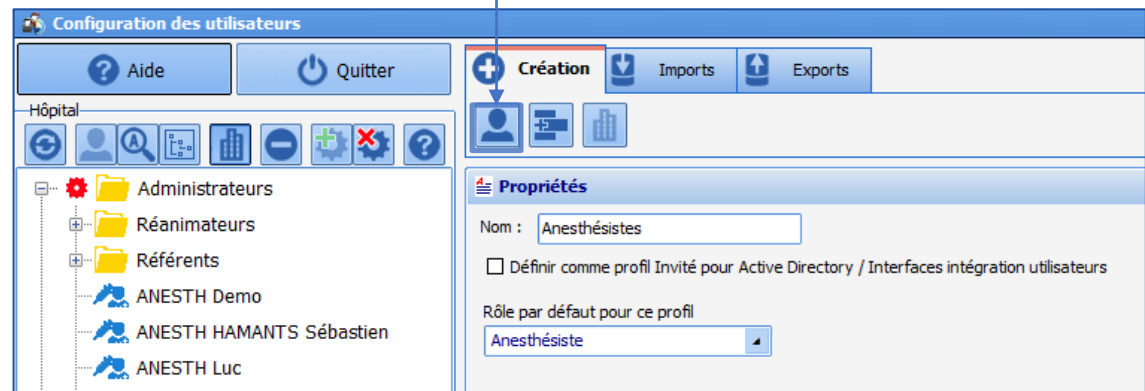 Configuration des utilisateurs
Aide
Quitter
Création
Imports
Exports
Hôpital
Administrateurs
Réanimateurs
Référents
ANESTH Demo
ANESTH HAMANTS Sébastien
ANESTH Luc
Propriétés
Nom : Anesthésistes
Définir comme profil Invité pour Active Directory / Interfaces intégration utilisateurs
Rôle par défaut pour ce profil
Anesthésiste